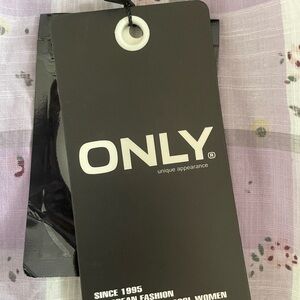 ONLY®
unique appearance
SINCE 1995
FASHION
WOMEN